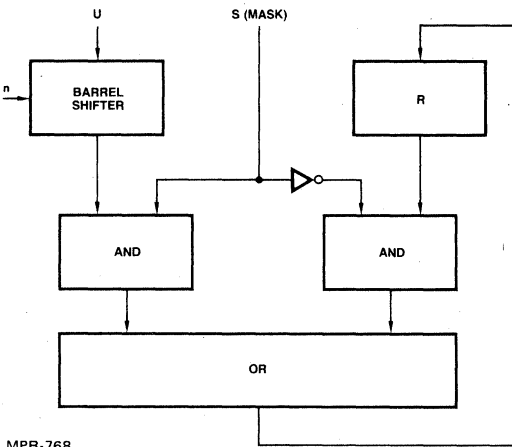 U
S (MASK)
n
BARREL
SHIFTER
R
AND
AND
OR
MPR-768